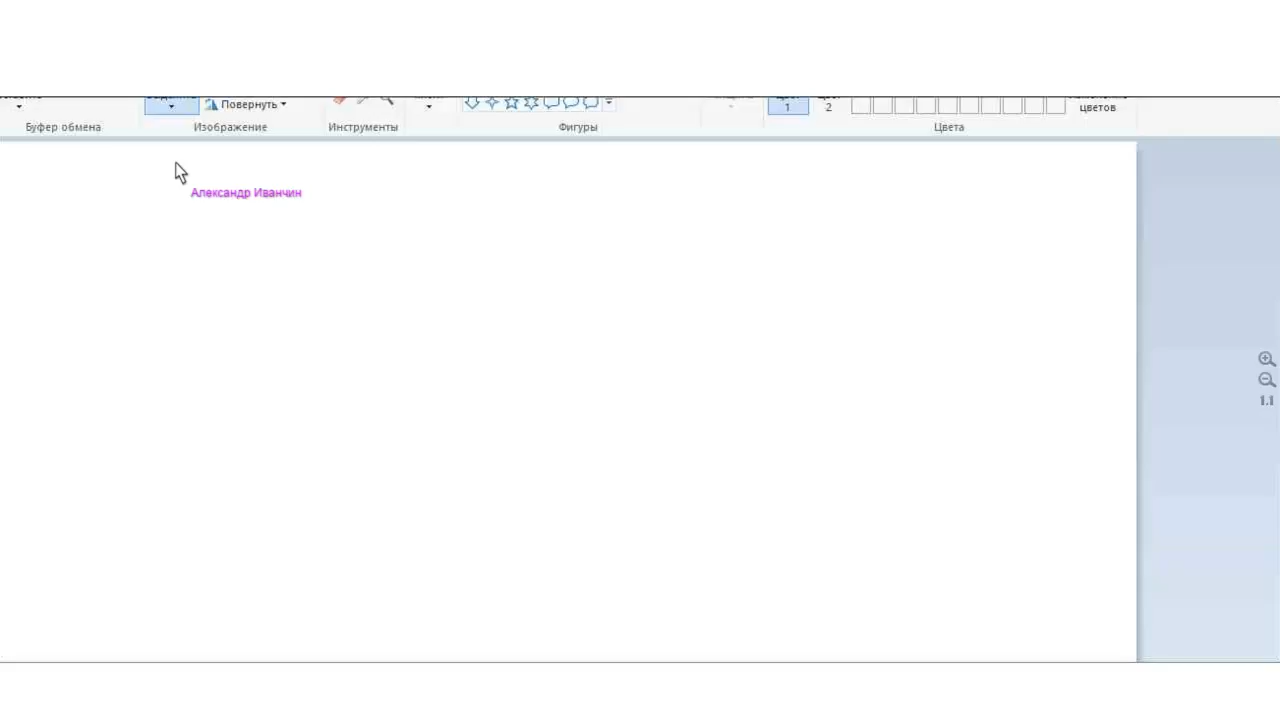 Повернуть
1
2
цветов
Буфер обмена
Изображение
Инструменты
Фигуры
Цвета
Александр Иванчин
1.1